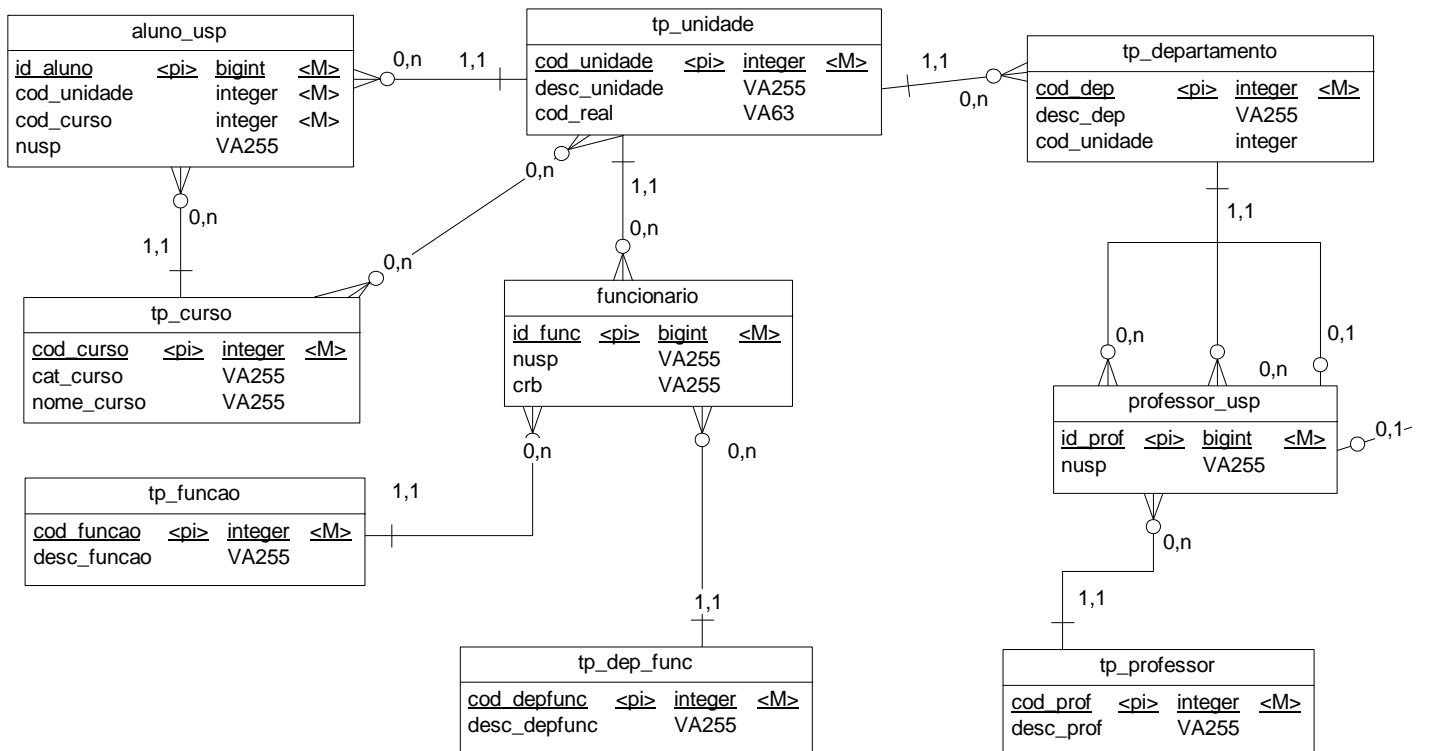 aluno_usp
id_aluno <pi> bigint <M>
cod_unidade integer <M>
cod_curso integer <M>
nusp VA255
0,n
1,1
tp_unidade
cod_unidade <pi> integer <M>
desc_unidade VA255
cod_real VA63
1,1
0,n
tp_departamento
cod_dep <pi> integer <M>
desc_dep VA255
cod_unidade integer
0,n
1,1
0,n
0,n
1,1
0,n
1,1
tp_curso
cod_curso <pi> integer <M>
cat_curso VA255
nome_curso VA255
funcionario
id_func <pi> bigint <M>
nusp VA255
crb VA255
0,n
0,n
0,1
professor_usp
id_prof <pi> bigint <M>
nusp VA255
0,1
0,n
0,n
0,n
tp_funcao
cod_funcao <pi> integer <M>
desc_funcao VA255
1,1
1,1
1,1
tp_dep_func
cod_depfunc <pi> integer <M>
desc_depfunc VA255
tp_professor
cod_prof <pi> integer <M>
desc_prof VA255